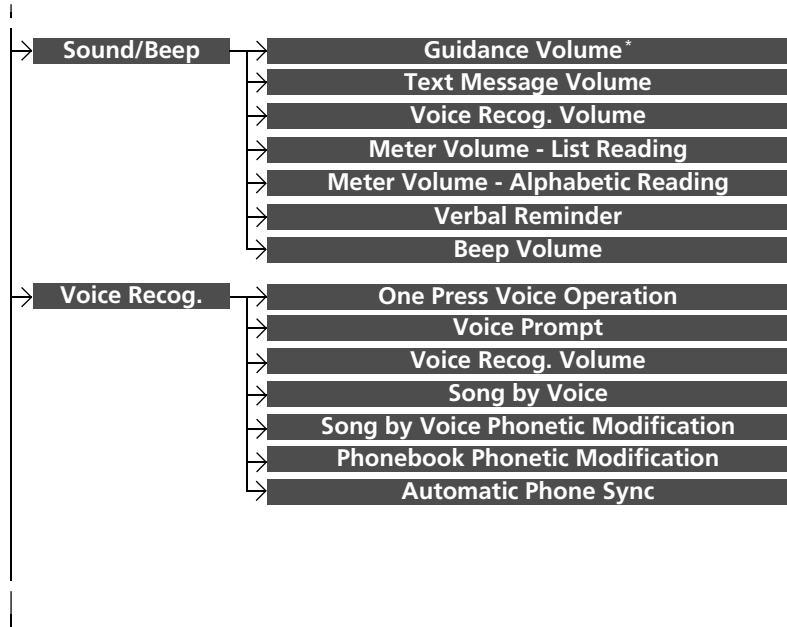 Sound/Beep
Guidance Volume*
Text Message Volume
Voice Recog. Volume
Meter Volume - List Reading
Meter Volume - Alphabetic Reading
Verbal Reminder
Beep Volume
Voice Recog.
One Press Voice Operation
Voice Prompt
Voice Recog. Volume
Song by Voice
Song by Voice Phonetic Modification
Phonebook Phonetic Modification
Automatic Phone Sync